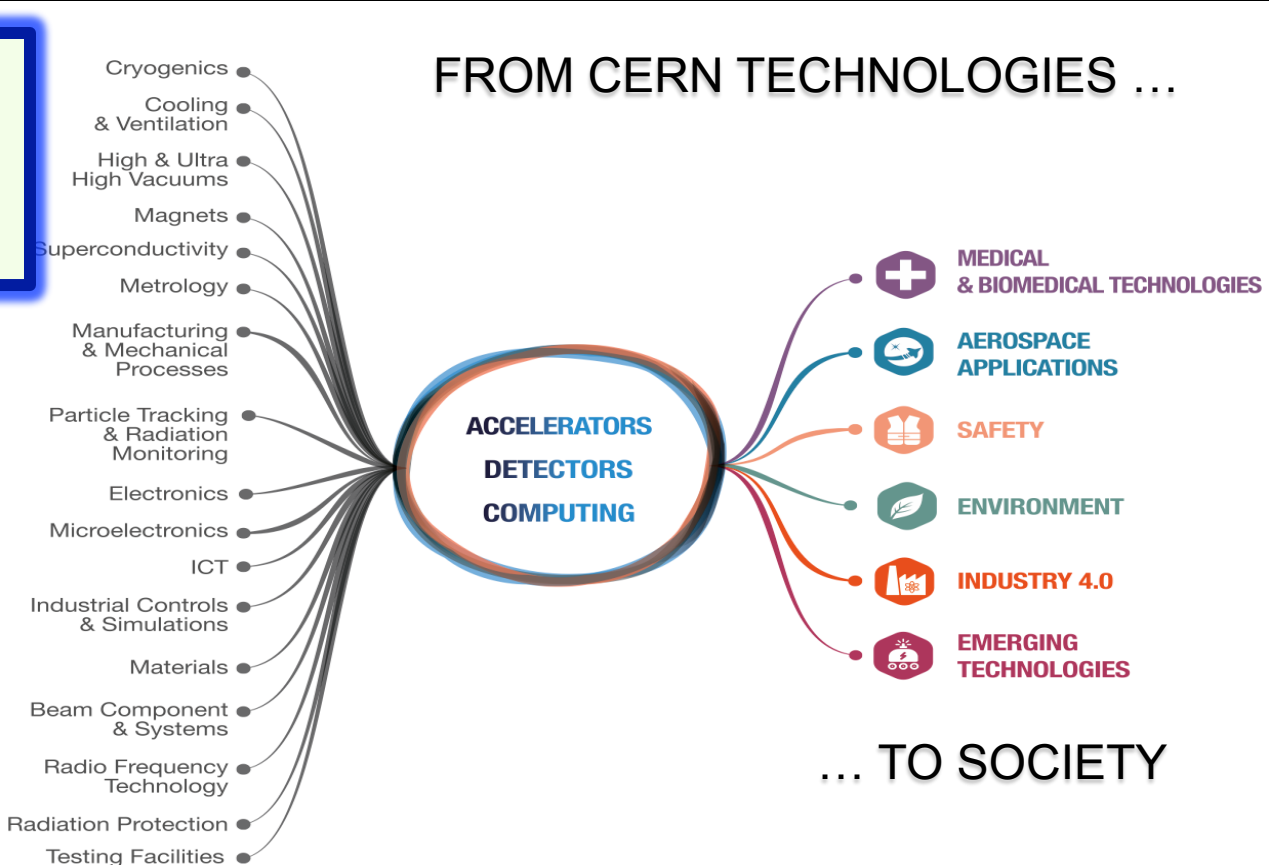 FROM CERN TECHNOLOGIES ...
Cryogenics
Cooling
& Ventilation
High & Ultra
High Vacuums
Magnets
Superconductivity
Metrology
Manufacturing
& Mechanical
Processes
Particle Tracking
& Radiation
Monitoring
Electronics
Microelectronics
ICT
Industrial Controls
& Simulations
Materials
Beam Component
& Systems
Radio Frequency
Technology
Radiation Protection
Testing Facilities
ACCELERATORS
DETECTORS
COMPUTING
MEDICAL
& BIOMEDICAL TECHNOLOGIES
AEROSPACE
APPLICATIONS
SAFETY
ENVIRONMENT
INDUSTRY 4.0
EMERGING
TECHNOLOGIES
... TO SOCIETY